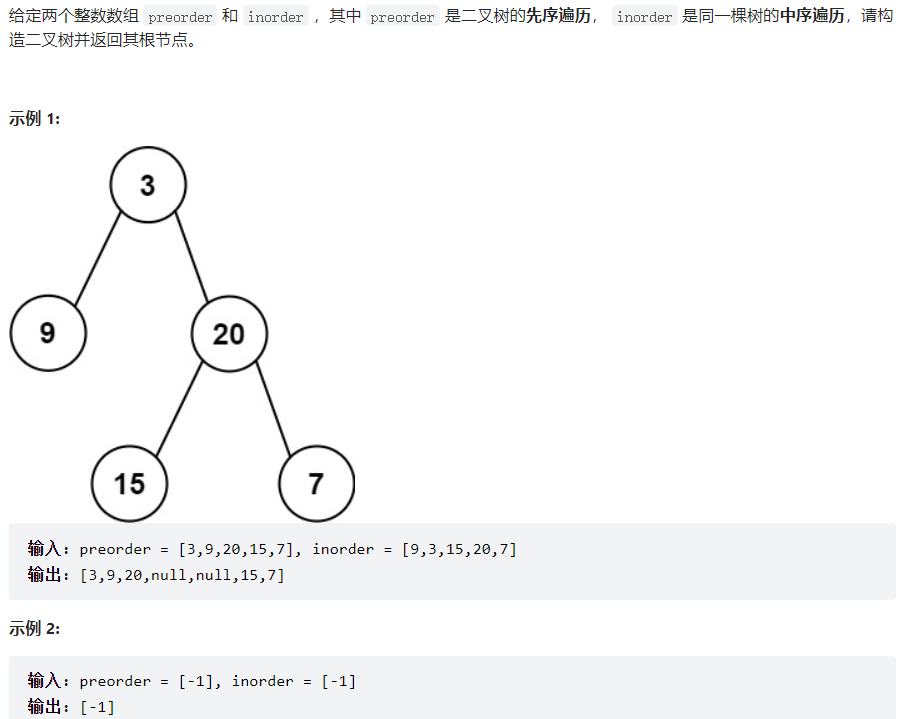 给定两个整数数组 preorder 和 inorder ，其中 preorder 是二叉树的先序遍历， inorder 是同一棵树的中序遍历，请构
造二叉树并返回其根节点。
示例 1:
3
9
20
15
7
输入: preorder = [3,9,20,15,7], inorder = [9,3,15,20,7]
输出: [3,9,20,null,null,15,7]
示例 2:
输入: preorder = [-1], inorder = [-1]
输出: [-1]